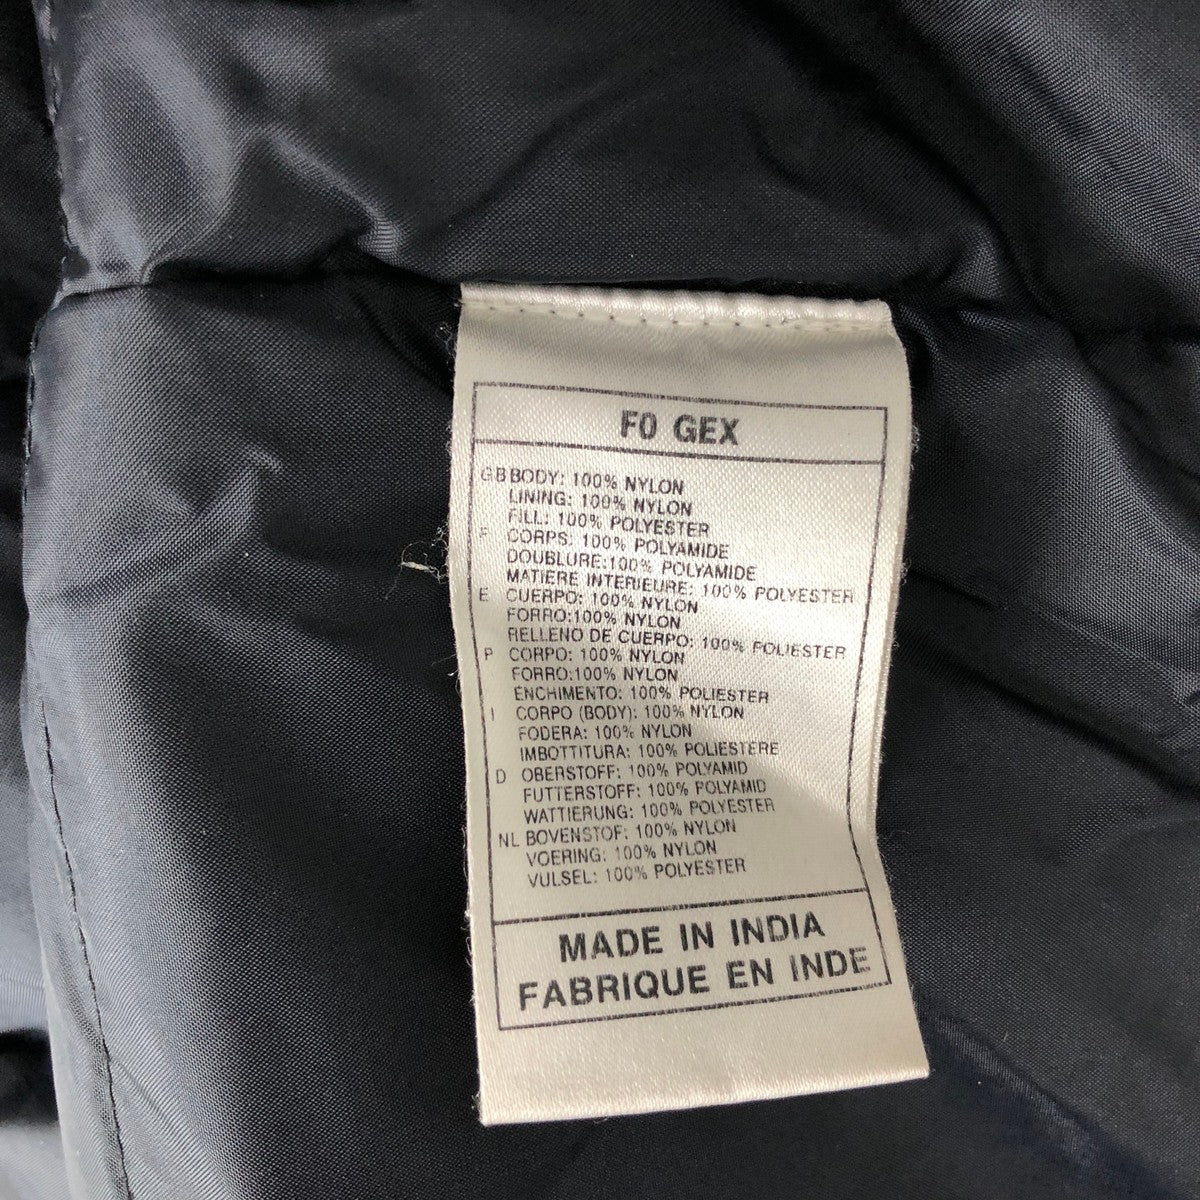 F0 GEX
GB BODY: 100% NYLON
LINING: 100% NYLON
FILL: 100% POLYESTER
F CORPS: 100% POLYAMIDE
DOUBLURE:100% POLYAMIDE
MATIERE INTERIEURE: 100% POLYESTER
E CUERPO: 100% NYLON
FORRO:100% NYLON
RELLENO DE CUERPO: 100% POLIESTER
P CORPO: 100% NYLON
FORRO:100% NYLON
ENCHIMENTO: 100% POLIESTER
I CORPO (BODY): 100% NYLON
FODERA: 100% NYLON
IMBOTTITURA: 100% POLIESTERE
D OBERSTOFF: 100% POLYAMID
FUTTERSTOFF: 100% POLYAMID
WATTIERUNG: 100% POLYESTER
NL BOVENSTOF: 100% NYLON
VOERING: 100% NYLON
VULSEL: 100% POLYESTER
MADE IN INDIA
FABRIQUE EN INDE